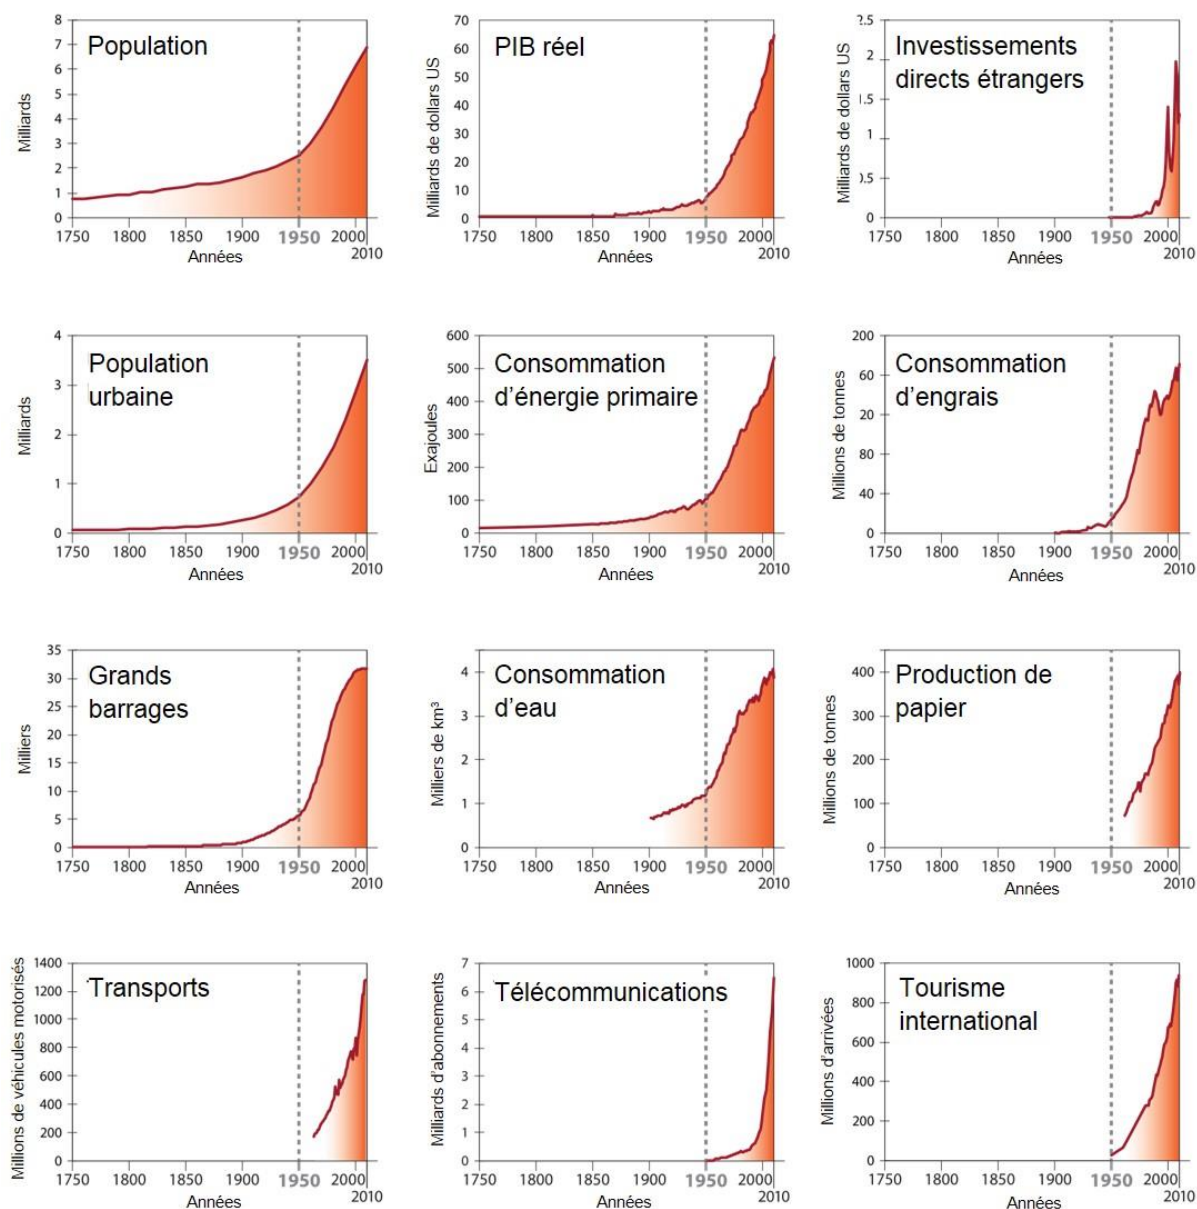 Population
Milliards
8
7
6
5
4
3
2
1
0
1750 1800 1850 1900 1950 2000
2010
Années
PIB réel
Milliards de dollars US
70
60
50
40
30
20
10
0
1750 1800 1850 1900 1950 2000
2010
Années
Investissements
directs étrangers
Milliards de dollars US
2.5
2
.5
1
.5
0
1750 1800 1850 1900 1950 2000
2010
Années
Population
urbaine
Milliards
4
3
2
1
0
1750 1800 1850 1900 1950 2000
2010
Années
Consommation
d'énergie primaire
Exajoules
600
500
400
300
200
100
0
1750 1800 1850 1900 1950 2000
2010
Années
Consommation
d'engrais
Millions de tonnes
200
60
20
80
40
0
1750 1800 1850 1900 1950 2000
2010
Années
Grands
barrages
Milliers
35
30
25
20
15
10
5
0
1750 1800 1850 1900 1950 2000
2010
Années
Consommation
d'eau
Milliers de km³
4
3
2
1
0
1750 1800 1850 1900 1950 2000
2010
Années
Production de
papier
Millions de tonnes
400
300
200
100
0
1750 1800 1850 1900 1950 2000
2010
Années
Transports
Millions de véhicules motorisés
1400
1200
1000
800
600
400
200
0
1750 1800 1850 1900 1950 2000
2010
Années
Télécommunications
Milliards d'abonnements
7
6
5
4
3
2
1
0
1750 1800 1850 1900 1950 2000
2010
Années
Tourisme
international
Millions d'arrivées
1000
800
600
400
200
0
1750 1800 1850 1900 1950 2000
2010
Années